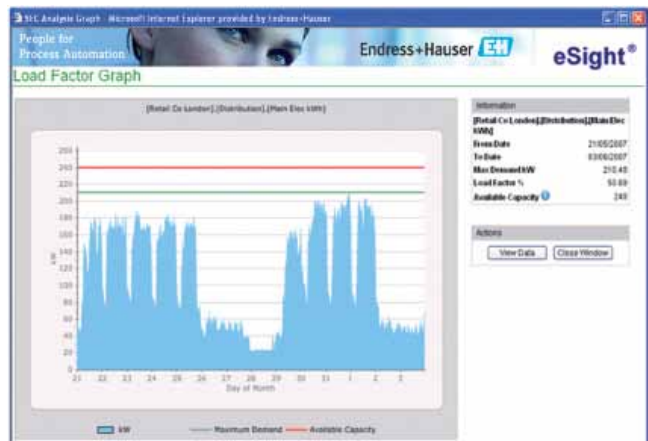 SEC Analysis Graph - Microsoft Internet Explorer provided by Endress+Hauser
People for
Process Automation
Endress+Hauser EH
eSight®
Load Factor Graph
[Retail Co London],[Distribution],[Main Elec kWh]
260
240
220
200
180
160
140
120
100
80
60
40
20
0
kW
21 22 23 24 25 26 27 28 29 30 31 1 2 3
Day of Month
kW Maximum Demand Available Capacity
Information
[Retail Co London],[Distribution],[Main Elec
kWh]
From Date 21/05/2007
To Date 03/06/2007
Max Demand kW 210.40
Load Factor %
Available Capacity 240
Actions
View Data Close Window